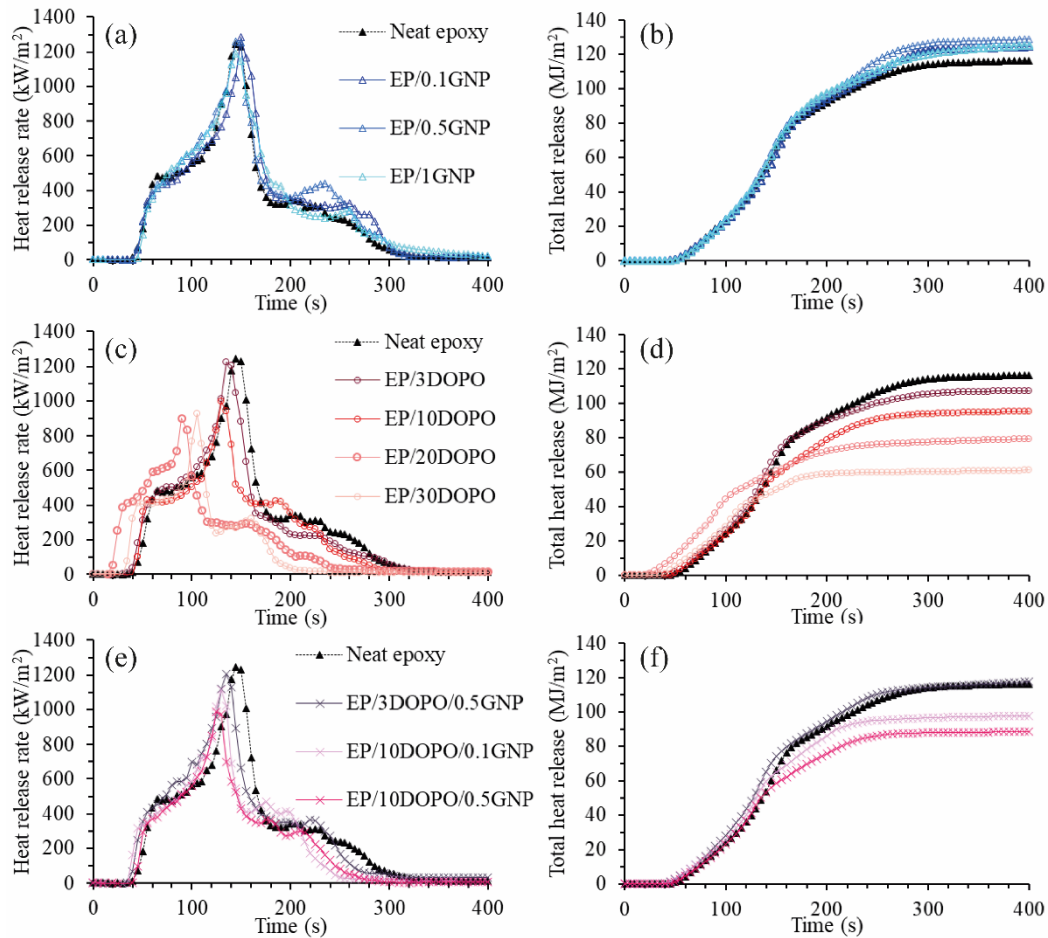 (a)
Heat release rate (kW/m²)
1400
1200
1000
800
600
400
200
0
0 100 200 300 400
Time (s)
Neat epoxy
EP/0.1GNP
EP/0.5GNP
EP/1GNP
(b)
Total heat release (MJ/m²)
140
120
100
80
60
40
20
0
0 100 200 300 400
Time (s)
(c)
Heat release rate (kW/m²)
1400
1200
1000
800
600
400
200
0
0 100 200 300 400
Time (s)
Neat epoxy
EP/3DOPO
EP/10DOPO
EP/20DOPO
EP/30DOPO
(d)
Total heat release (MJ/m²)
140
120
100
80
60
40
20
0
0 100 200 300 400
Time (s)
(e)
Heat release rate (kW/m²)
1400
1200
1000
800
600
400
200
0
0 100 200 300 400
Time (s)
Neat epoxy
EP/3DOPO/0.5GNP
EP/10DOPO/0.1GNP
EP/10DOPO/0.5GNP
(f)
Total heat release (MJ/m²)
140
120
100
80
60
40
20
0
0 100 200 300 400
Time (s)